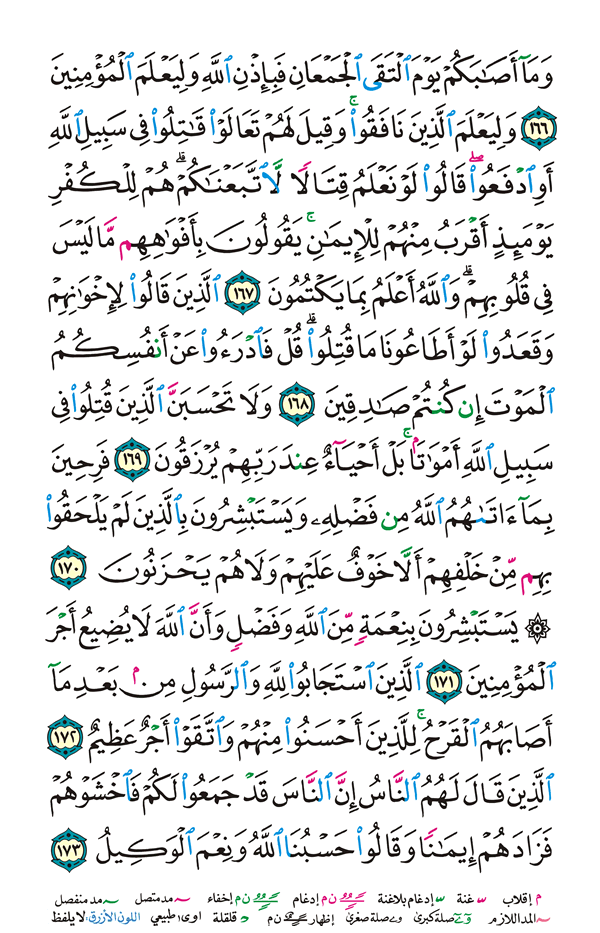 وَمَآ أَصَٰبَكُمْ يَوْمَ ٱلْتَقَى ٱلْجَمْعَانِ فَبِإِذْنِ ٱللَّهِ وَلِيَعْلَمَ ٱلْمُؤْمِنِينَ
١٦٦ وَلِيَعْلَمَ ٱلَّذِينَ نَافَقُوا۟ ۚ وَقِيلَ لَهُمْ تَعَالَوْا۟ قَٰتِلُوا۟ فِى سَبِيلِ ٱللَّهِ
أَوِ ٱدْفَعُوا۟ ۖ قَالُوا۟ لَوْ نَعْلَمُ قِتَالًا لَّٱتَّبَعْنَٰكُمْ ۗ هُمْ لِلْكُفْرِ
يَوْمَئِذٍ أَقْرَبُ مِنْهُمْ لِلْإِيمَٰنِ ۚ يَقُولُونَ بِأَفْوَٰهِهِم مَّا لَيْسَ
فِى قُلُوبِهِمْ ۗ وَٱللَّهُ أَعْلَمُ بِمَا يَكْتُمُونَ ١٦٧ ٱلَّذِينَ قَالُوا۟ لِإِخْوَٰنِهِمْ
وَقَعَدُوا۟ لَوْ أَطَاعُونَا مَا قُتِلُوا۟ ۗ قُلْ فَٱدْرَءُوا۟ عَنْ أَنفُسِكُمُ
ٱلْمَوْتَ إِن كُنتُمْ صَٰدِقِينَ ١٦٨ وَلَا تَحْسَبَنَّ ٱلَّذِينَ قُتِلُوا۟ فِى
سَبِيلِ ٱللَّهِ أَمْوَٰتًۢا ۚ بَلْ أَحْيَآءٌ عِندَ رَبِّهِمْ يُرْزَقُونَ ١٦٩ فَرِحِينَ
بِمَآ ءَاتَىٰهُمُ ٱللَّهُ مِن فَضْلِهِۦ وَيَسْتَبْشِرُونَ بِٱلَّذِينَ لَمْ يَلْحَقُوا۟
بِهِم مِّنْ خَلْفِهِمْ أَلَّا خَوْفٌ عَلَيْهِمْ وَلَا هُمْ يَحْزَنُونَ ١٧٠
۞ يَسْتَبْشِرُونَ بِنِعْمَةٍ مِّنَ ٱللَّهِ وَفَضْلٍ وَأَنَّ ٱللَّهَ لَا يُضِيعُ أَجْرَ
ٱلْمُؤْمِنِينَ ١٧١ ٱلَّذِينَ ٱسْتَجَابُوا۟ لِلَّهِ وَٱلرَّسُولِ مِنۢ بَعْدِ مَآ
أَصَابَهُمُ ٱلْقَرْحُ ۚ لِلَّذِينَ أَحْسَنُوا۟ مِنْهُمْ وَٱتَّقَوْا۟ أَجْرٌ عَظِيمٌ ١٧٢
ٱلَّذِينَ قَالَ لَهُمُ ٱلنَّاسُ إِنَّ ٱلنَّاسَ قَدْ جَمَعُوا۟ لَكُمْ فَٱخْشَوْهُمْ
فَزَادَهُمْ إِيمَٰنًا وَقَالُوا۟ حَسْبُنَا ٱللَّهُ وَنِعْمَ ٱلْوَكِيلُ ١٧٣
م إقلاب غنة إدغام بلاغنة ن م إدغام ن م إخفاء مد متصل مد منفصل
المد اللازم صلة كبرى صلة صغرى إظهار ن م قلقلة اوى؛ طبيعي اللون الأزرق: لا يلفظ